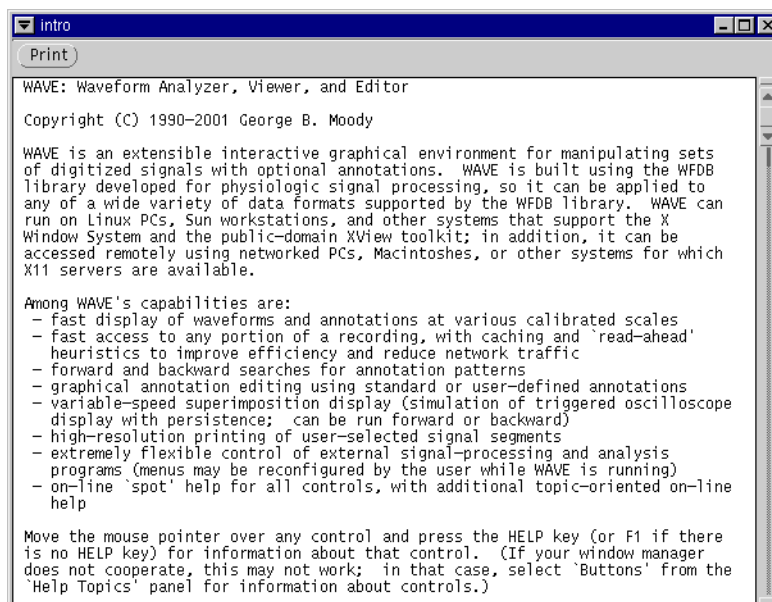 intro
Print
WAVE: Waveform Analyzer, Viewer, and Editor
Copyright (C) 1990-2001 George B. Moody
WAVE is an extensible interactive graphical environment for manipulating sets
of digitized signals with optional annotations.  WAVE is built using the WFDB
library developed for physiologic signal processing, so it can be applied to
any of a wide variety of data formats supported by the WFDB library.  WAVE can
run on Linux PCs, Sun workstations, and other systems that support the X
Window System and the public-domain XView toolkit; in addition, it can be
accessed remotely using networked PCs, Macintoshes, or other systems for which
X11 servers are available.
Among WAVE's capabilities are:
- fast display of waveforms and annotations at various calibrated scales
- fast access to any portion of a recording, with caching and `read-ahead'
heuristics to improve efficiency and reduce network traffic
- forward and backward searches for annotation patterns
- graphical annotation editing using standard or user-defined annotations
- variable-speed superimposition display (simulation of triggered oscilloscope
display with persistence;  can be run forward or backward)
- high-resolution printing of user-selected signal segments
- extremely flexible control of external signal-processing and analysis
programs (menus may be reconfigured by the user while WAVE is running)
- on-line `spot' help for all controls, with additional topic-oriented on-line
help
Move the mouse pointer over any control and press the HELP key (or F1 if there
is no HELP key) for information about that control.  (If your window manager
does not cooperate, this may not work;  in that case, select `Buttons' from the
`Help Topics' panel for information about controls.)